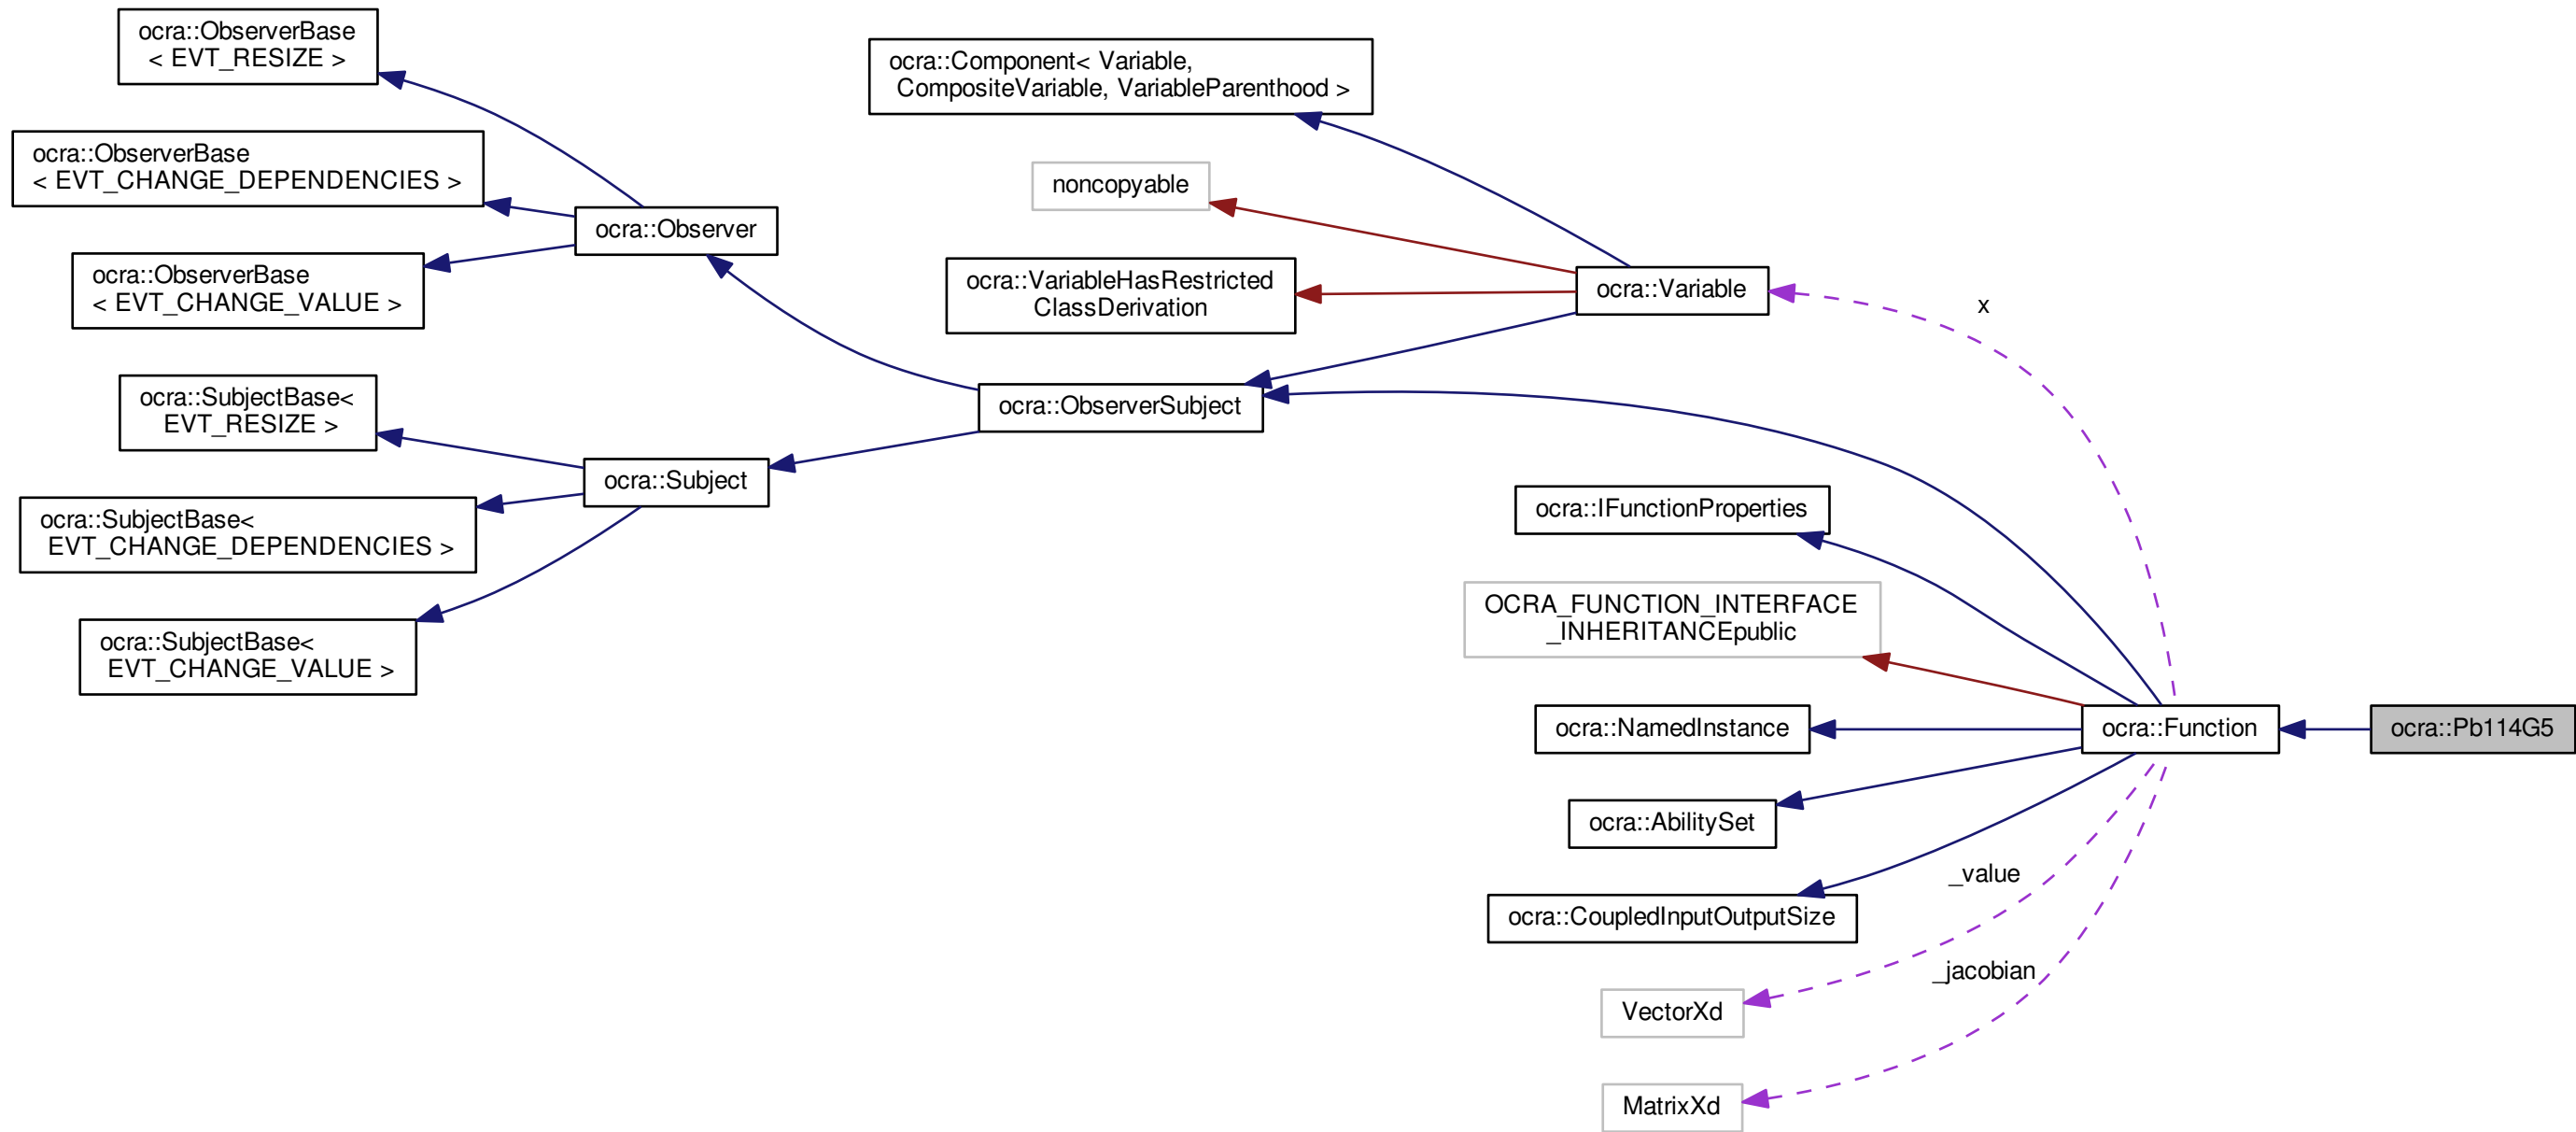 ocra::ObserverBase
< EVT_RESIZE >
ocra::ObserverBase
< EVT_CHANGE_DEPENDENCIES >
ocra::ObserverBase
< EVT_CHANGE_VALUE >
ocra::SubjectBase<
EVT_RESIZE >
ocra::SubjectBase<
EVT_CHANGE_DEPENDENCIES >
ocra::SubjectBase<
EVT_CHANGE_VALUE >
ocra::Observer
ocra::Subject
ocra::Component< Variable,
CompositeVariable, VariableParenthood >
noncopyable
ocra::VariableHasRestricted
ClassDerivation
ocra::ObserverSubject
ocra::Variable
x
ocra::IFunctionProperties
OCRA_FUNCTION_INTERFACE
_INHERITANCEpublic
ocra::NamedInstance
ocra::AbilitySet
ocra::CoupledInputOutputSize
_value
_jacobian
VectorXd
MatrixXd
ocra::Function
ocra::Pb114G5